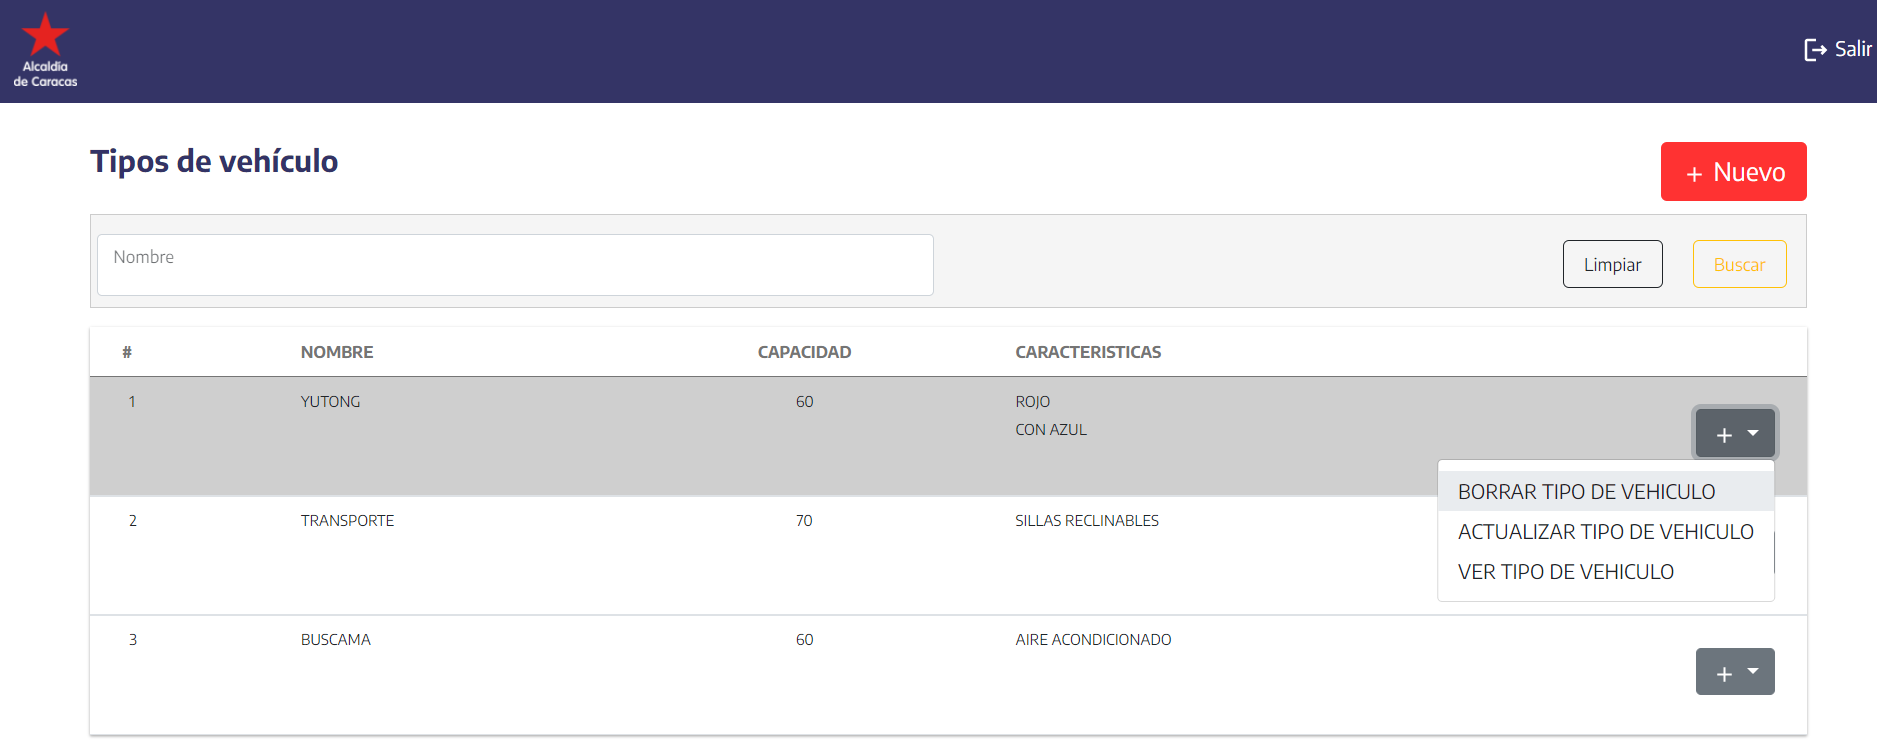 Alcaldía
de Caracas
Salir
Tipos de vehículo
+ Nuevo
Nombre
Limpiar
Buscar
# NOMBRE CAPACIDAD CARACTERISTICAS
1 YUTONG 60 ROJO
CON AZUL
+
BORRAR TIPO DE VEHICULO
ACTUALIZAR TIPO DE VEHICULO
VER TIPO DE VEHICULO
2 TRANSPORTE 70 SILLAS RECLINABLES
3 BUSCAMA 60 AIRE ACONDICIONADO
+